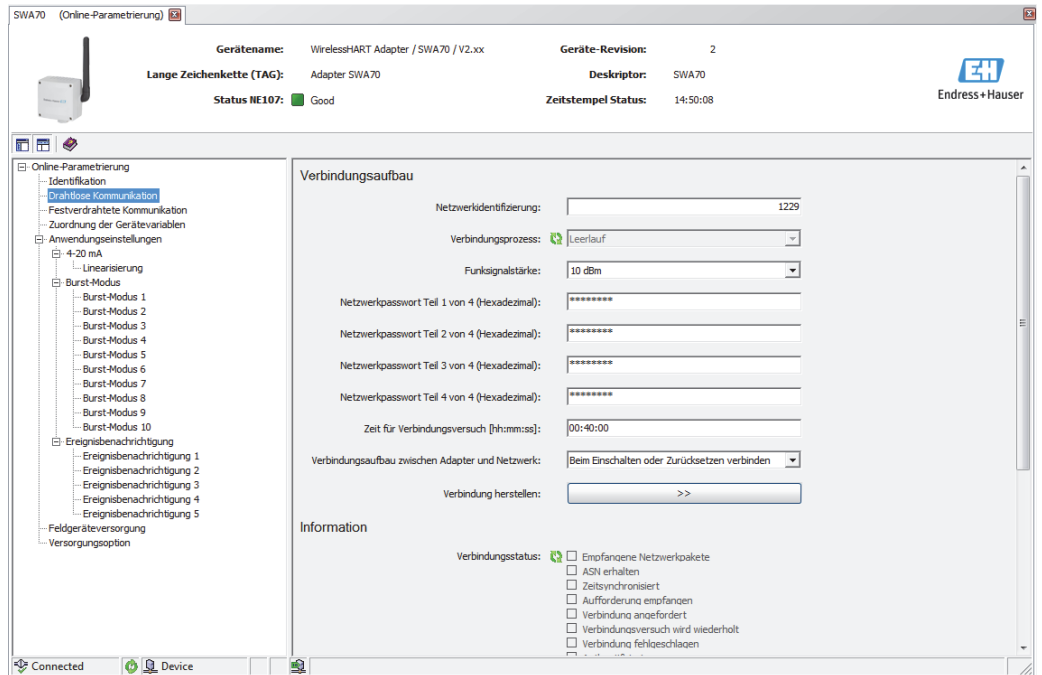 SWA70 (Online-Parametrierung)
Gerätename: WirelessHART Adapter / SWA70 / V2.xx Geräte-Revision: 2
Lange Zeichenkette (TAG): Adapter SWA70 Deskriptor: SWA70
Status NE107: Good Zeitstempel Status: 14:50:08
EH
Endress+Hauser
Online-Parametrierung
Identifikation
Drahtlose Kommunikation
Festverdrahtete Kommunikation
Zuordnung der Gerätevariablen
Anwendungseinstellungen
4-20 mA
Linearisierung
Burst-Modus
Burst-Modus 1
Burst-Modus 2
Burst-Modus 3
Burst-Modus 4
Burst-Modus 5
Burst-Modus 6
Burst-Modus 7
Burst-Modus 8
Burst-Modus 9
Burst-Modus 10
Ereignisbenachrichtigung
Ereignisbenachrichtigung 1
Ereignisbenachrichtigung 2
Ereignisbenachrichtigung 3
Ereignisbenachrichtigung 4
Ereignisbenachrichtigung 5
Feldgeräteversorgung
Versorgungsoption
Verbindungsaufbau
Netzwerkidentifizierung: 1229
Verbindungsprozess: Leerlauf
Funksignalstärke: 10 dBm
Netzwerkpasswort Teil 1 von 4 (Hexadezimal): ********
Netzwerkpasswort Teil 2 von 4 (Hexadezimal): ********
Netzwerkpasswort Teil 3 von 4 (Hexadezimal): ********
Netzwerkpasswort Teil 4 von 4 (Hexadezimal): ********
Zeit für Verbindungsversuch [hh:mm:ss]: 00:40:00
Verbindungsaufbau zwischen Adapter und Netzwerk: Beim Einschalten oder Zurücksetzen verbinden
Verbindung herstellen: >>
Information
Verbindungsstatus: Empfangene Netzwerkpakete
ASN erhalten
Zeitsynchronisiert
Aufforderung empfangen
Verbindung angefordert
Verbindungsversuch wird wiederholt
Verbindung fehlgeschlagen
Connected Device